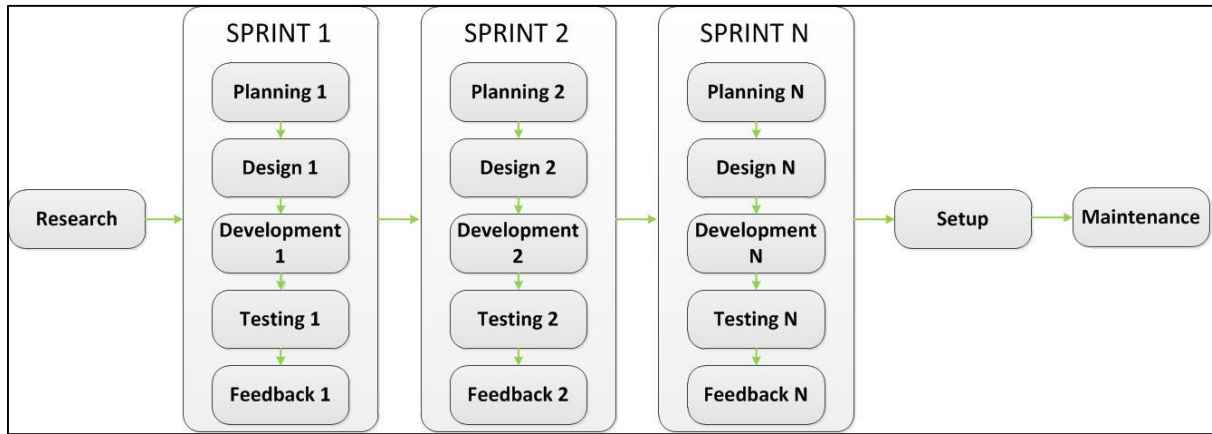 Research
SPRINT 1
Planning 1
Design 1
Development
1
Testing 1
Feedback 1
SPRINT 2
Planning 2
Design 2
Development
2
Testing 2
Feedback 2
SPRINT N
Planning N
Design N
Development
N
Testing N
Feedback N
Setup
Maintenance